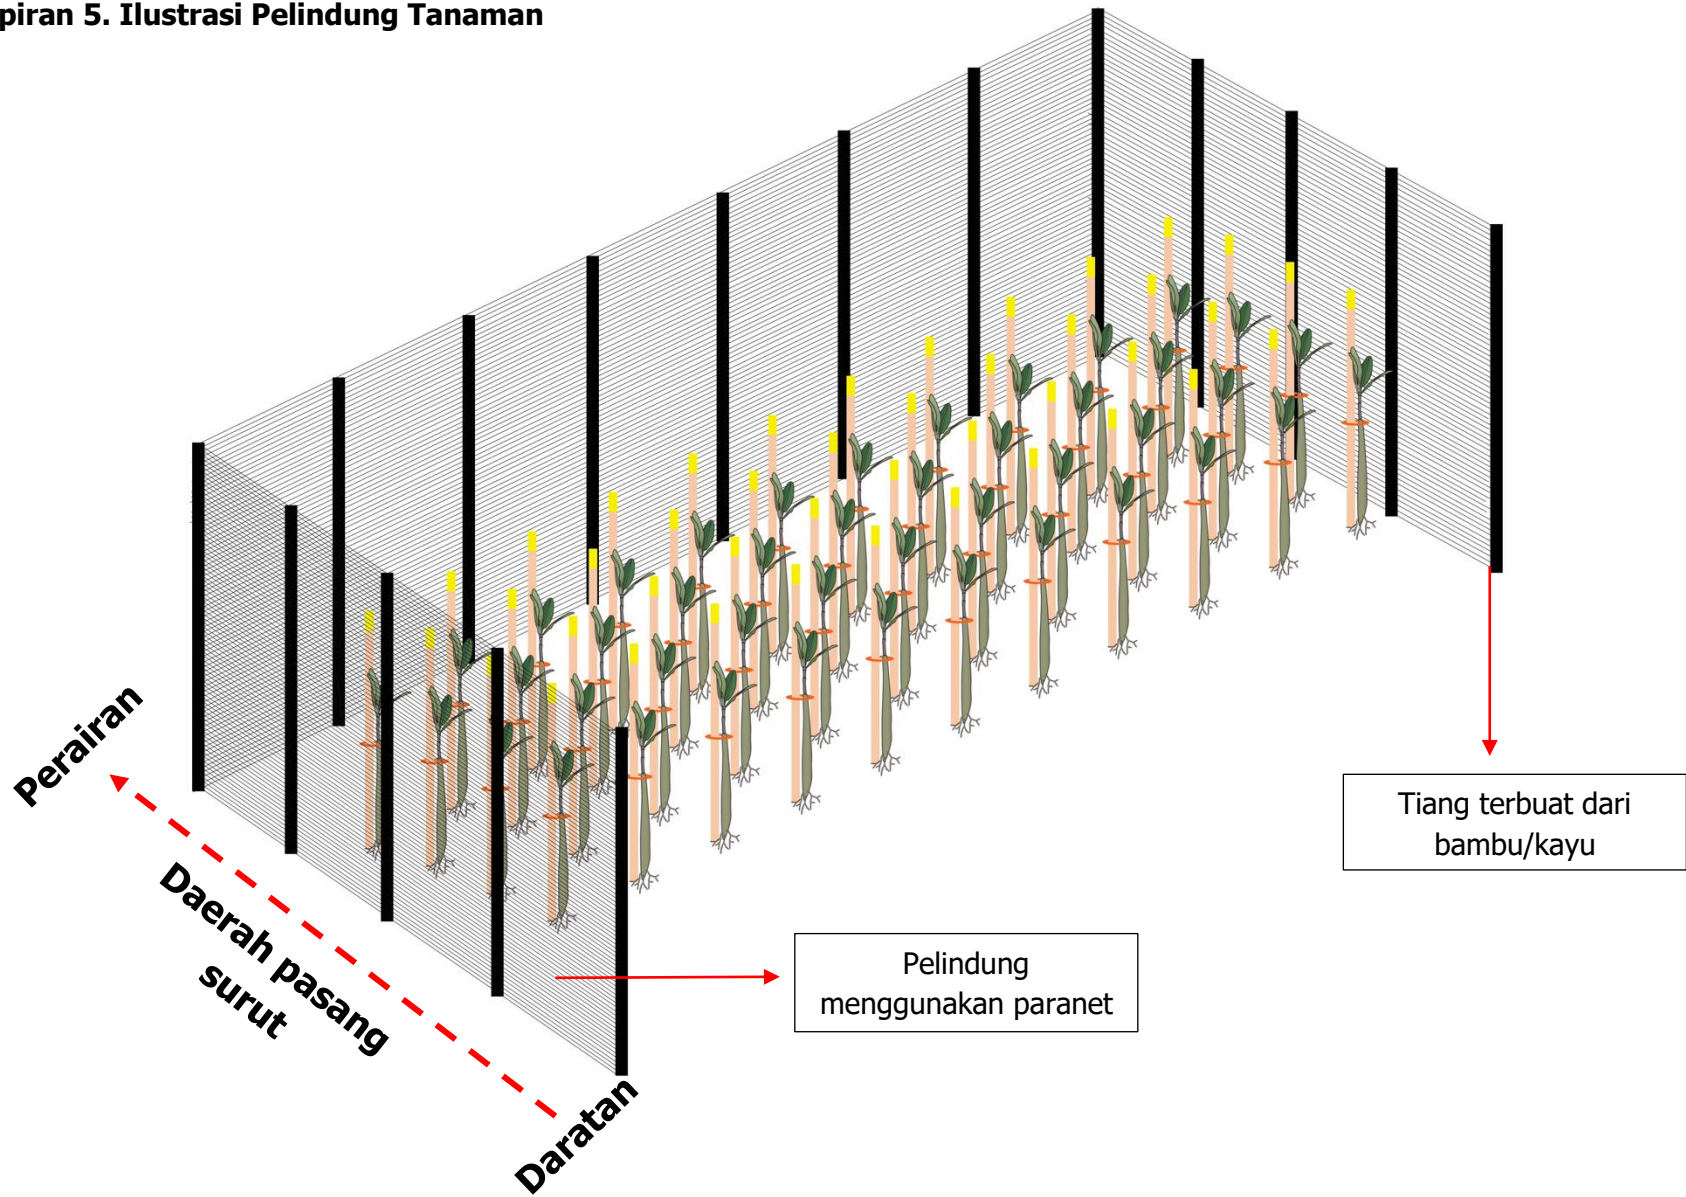 piran 5. Ilustrasi Pelindung Tanaman
Perairan
Daerah pasang
surut
Daratan
Pelindung
menggunakan paranet
Tiang terbuat dari
bambu/kayu